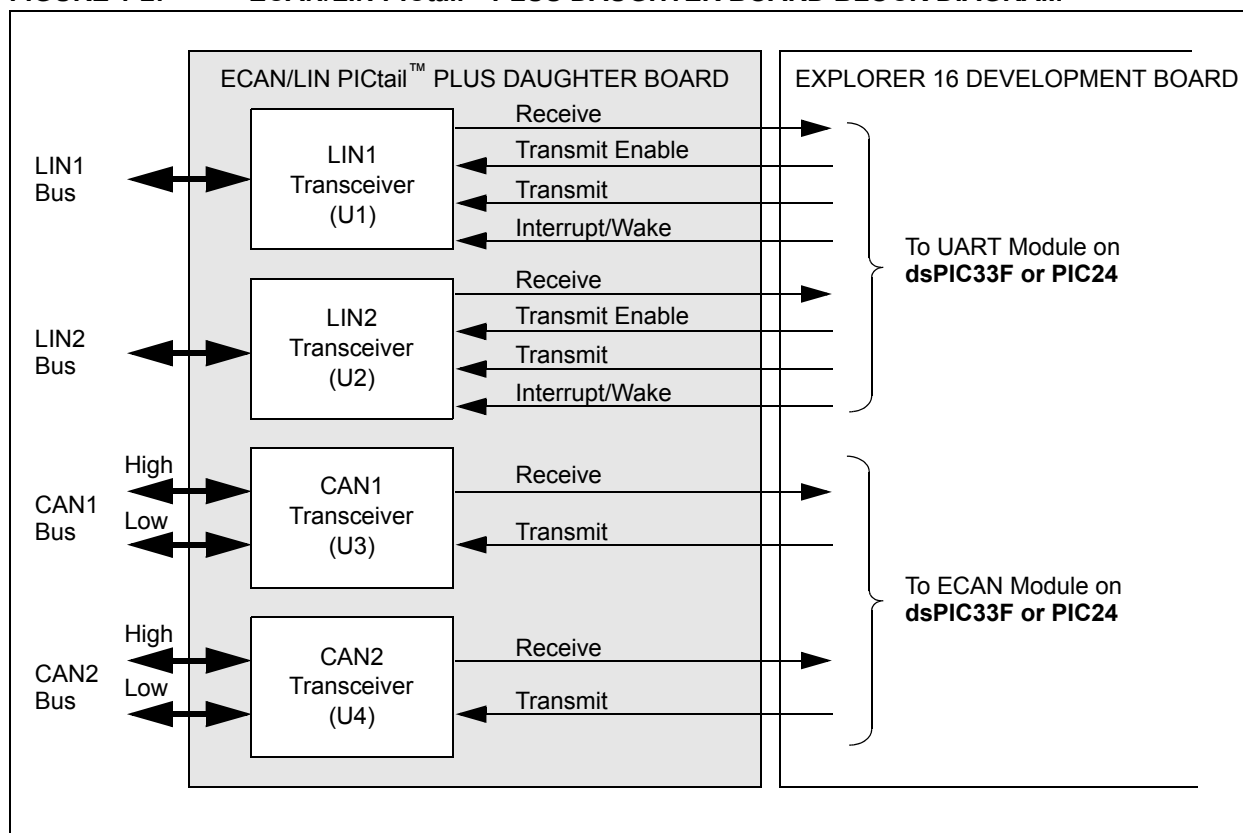 ECAN/LIN PICtail™ PLUS DAUGHTER BOARD
EXPLORER 16 DEVELOPMENT BOARD
LIN1
Bus
LIN1
Transceiver
(U1)
Receive
Transmit Enable
Transmit
Interrupt/Wake
LIN2
Bus
LIN2
Transceiver
(U2)
Receive
Transmit Enable
Transmit
Interrupt/Wake
To UART Module on
dsPIC33F or PIC24
CAN1
Bus
High
Low
CAN1
Transceiver
(U3)
Receive
Transmit
CAN2
Bus
High
Low
CAN2
Transceiver
(U4)
Receive
Transmit
To ECAN Module on
dsPIC33F or PIC24